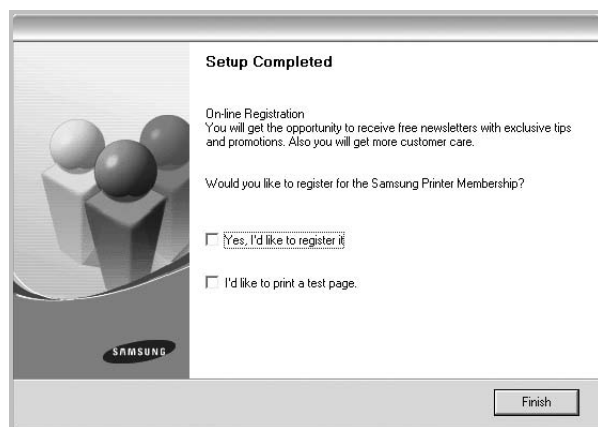 Setup Completed
On-line Registration
You will get the opportunity to receive free newsletters with exclusive tips
and promotions. Also you will get more customer care.
Would you like to register for the Samsung Printer Membership?
Yes, I'd like to register it
I'd like to print a test page.
SAMSUNG
Finish